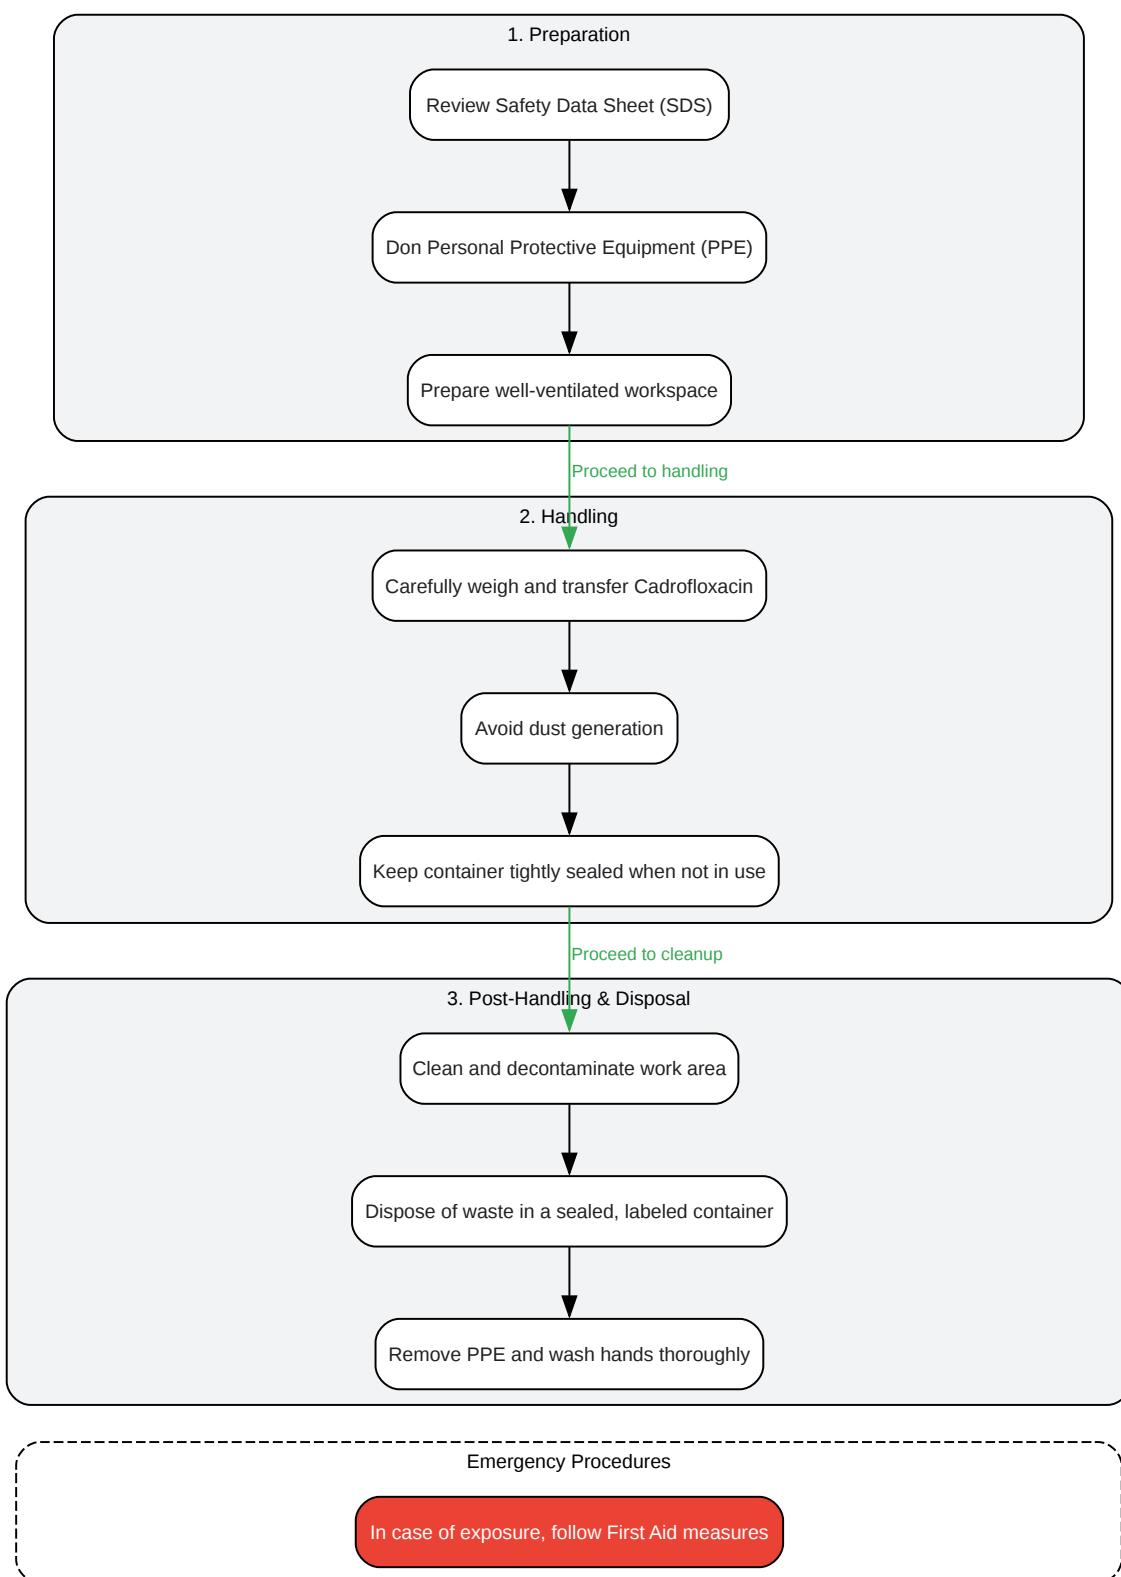 1. Preparation
Review Safety Data Sheet (SDS)
Don Personal Protective Equipment (PPE)
Prepare well-ventilated workspace
Proceed to handling
2. Handling
Carefully weigh and transfer Cadrofloxacin
Avoid dust generation
Keep container tightly sealed when not in use
Proceed to cleanup
3. Post-Handling & Disposal
Clean and decontaminate work area
Dispose of waste in a sealed, labeled container
Remove PPE and wash hands thoroughly
Emergency Procedures
In case of exposure, follow First Aid measures